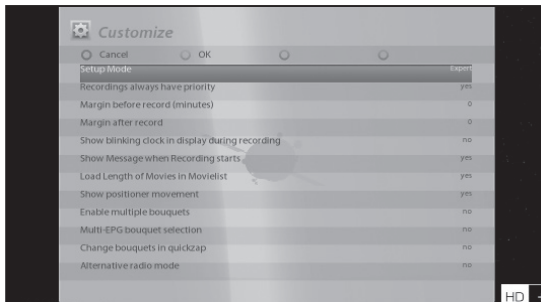 Customize
Cancel OK
Setup Mode Expert
Recordings always have priority yes
Margin before record (minutes) 0
Margin after record 0
Show blinking clock in display during recording no
Show Message when Recording starts yes
Load Length of Movies in Movielist yes
Show positioner movement yes
Enable multiple bouquets no
Multi-EPG bouquet selection no
Change bouquets in quickzap no
Alternative radio mode no
HD